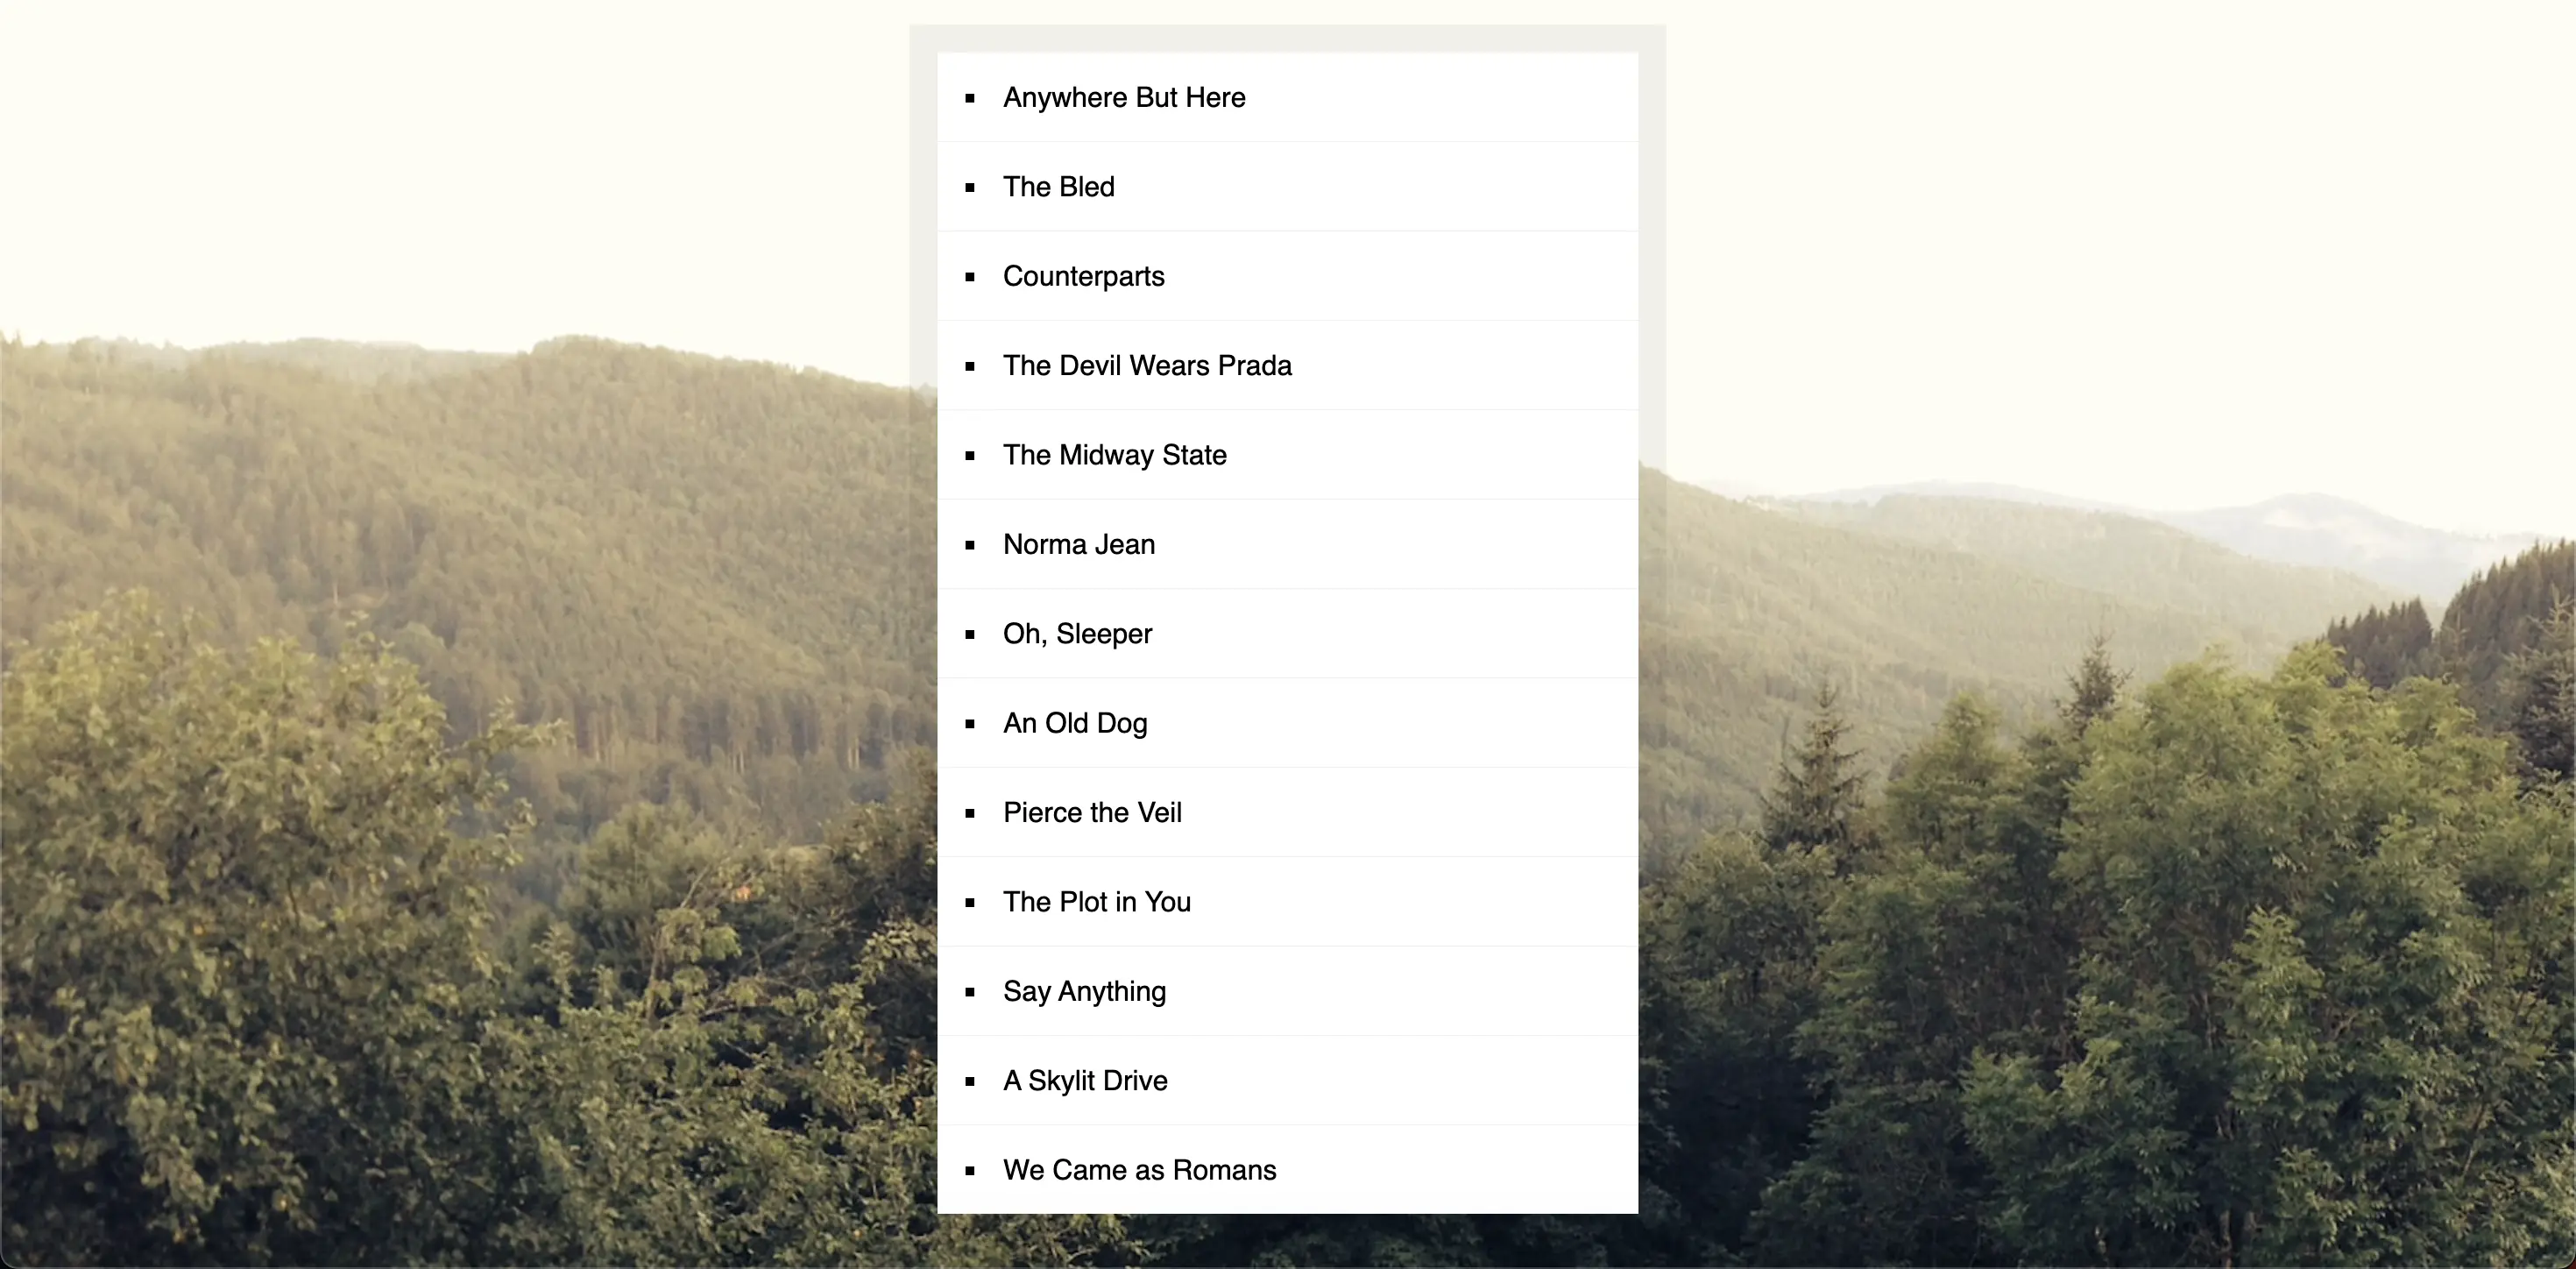 Anywhere But Here
The Bled
Counterparts
The Devil Wears Prada
The Midway State
Norma Jean
Oh, Sleeper
An Old Dog
Pierce the Veil
The Plot in You
Say Anything
A Skylit Drive
We Came as Romans